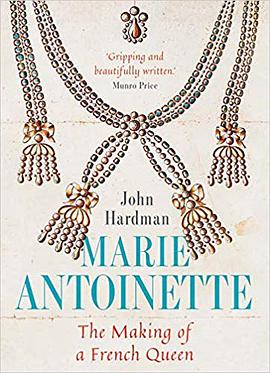 ‘Gripping and
beautifully written.’
Munro Price
John
Hardman
MARIE
ANTOINETTE
The Making of
a French Queen